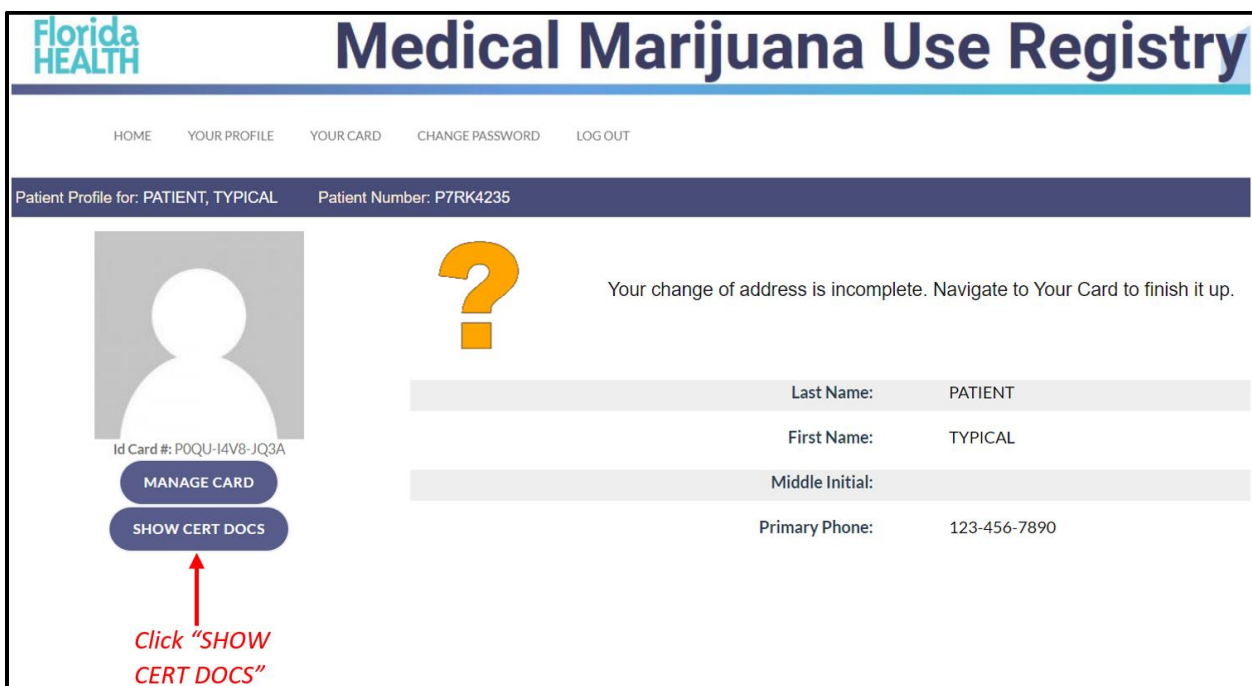 Florida
HEALTH
Medical Marijuana Use Registry
HOME YOUR PROFILE YOUR CARD CHANGE PASSWORD LOG OUT
Patient Profile for: PATIENT, TYPICAL Patient Number: P7RK4235
?
Your change of address is incomplete. Navigate to Your Card to finish it up.
Last Name: PATIENT
First Name: TYPICAL
Middle Initial:
Primary Phone: 123-456-7890
Id Card #: P0QU-I4V8-JQ3A
MANAGE CARD
SHOW CERT DOCS
Click “SHOW
CERT DOCS”